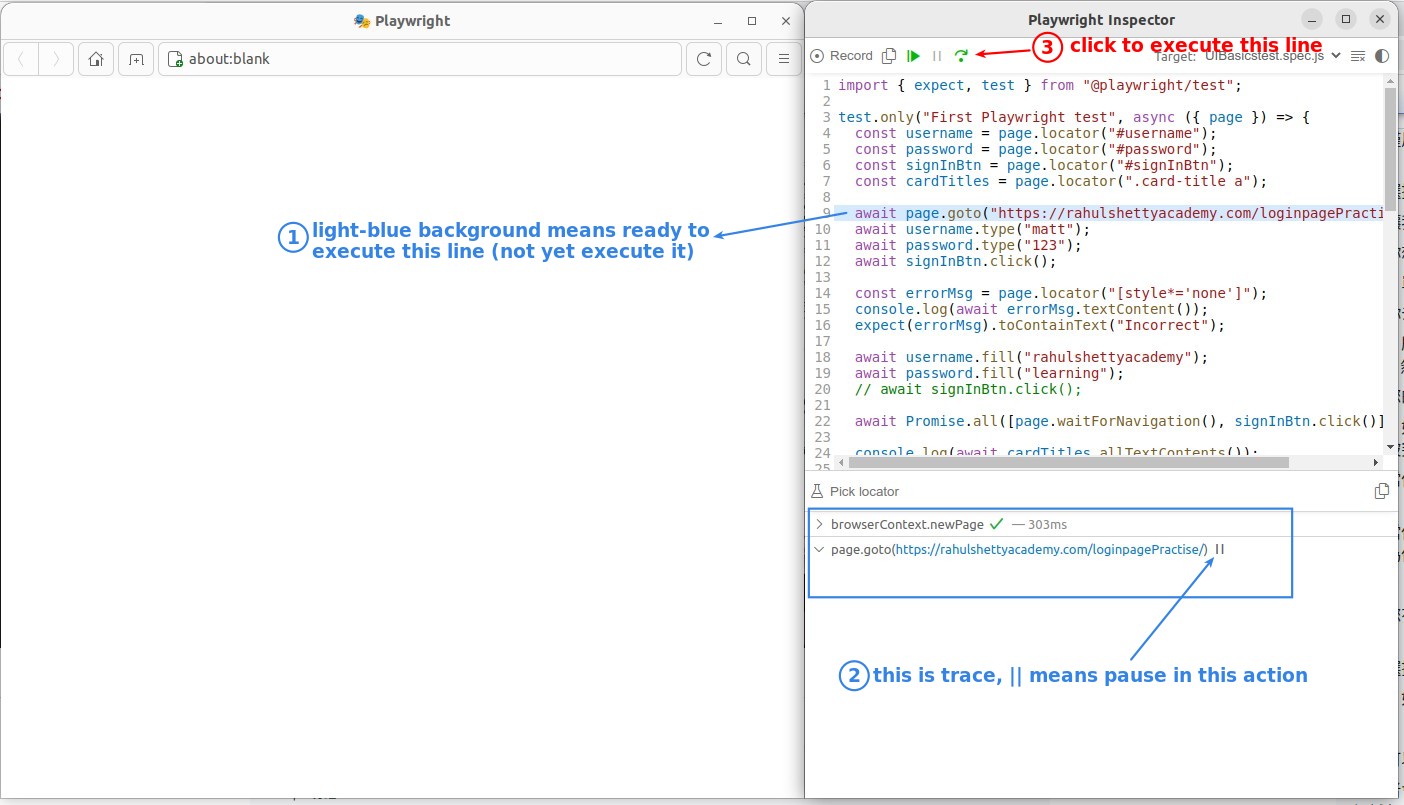 Playwright
about:blank
1 light-blue background means ready to
execute this line (not yet execute it)
Playwright Inspector
Record
Target: UIBasicstest.spec.js
3 click to execute this line
1 import { expect, test } from "@playwright/test";
2
3 test.only("First Playwright test", async ({ page }) => {
4 const username = page.locator("#username");
5 const password = page.locator("#password");
6 const signInBtn = page.locator("#signInBtn");
7 const cardTitles = page.locator(".card-title a");
8
9 await page.goto("https://rahulshettyacademy.com/loginpagePracti
10 await username.type("matt");
11 await password.type("123");
12 await signInBtn.click();
13
14 const errorMsg = page.locator("[style*='none']");
15 console.log(await errorMsg.textContent());
16 expect(errorMsg).toContainText("Incorrect");
17
18 await username.fill("rahulshettyacademy");
19 await password.fill("learning");
20 // await signInBtn.click();
21
22 await Promise.all([page.waitForNavigation(), signInBtn.click()]
23
24 console.log(await cardTitles.allTextContents());
25
Pick locator
browserContext.newPage — 303ms
page.goto(https://rahulshettyacademy.com/loginpagePractise/)
2 this is trace, || means pause in this action